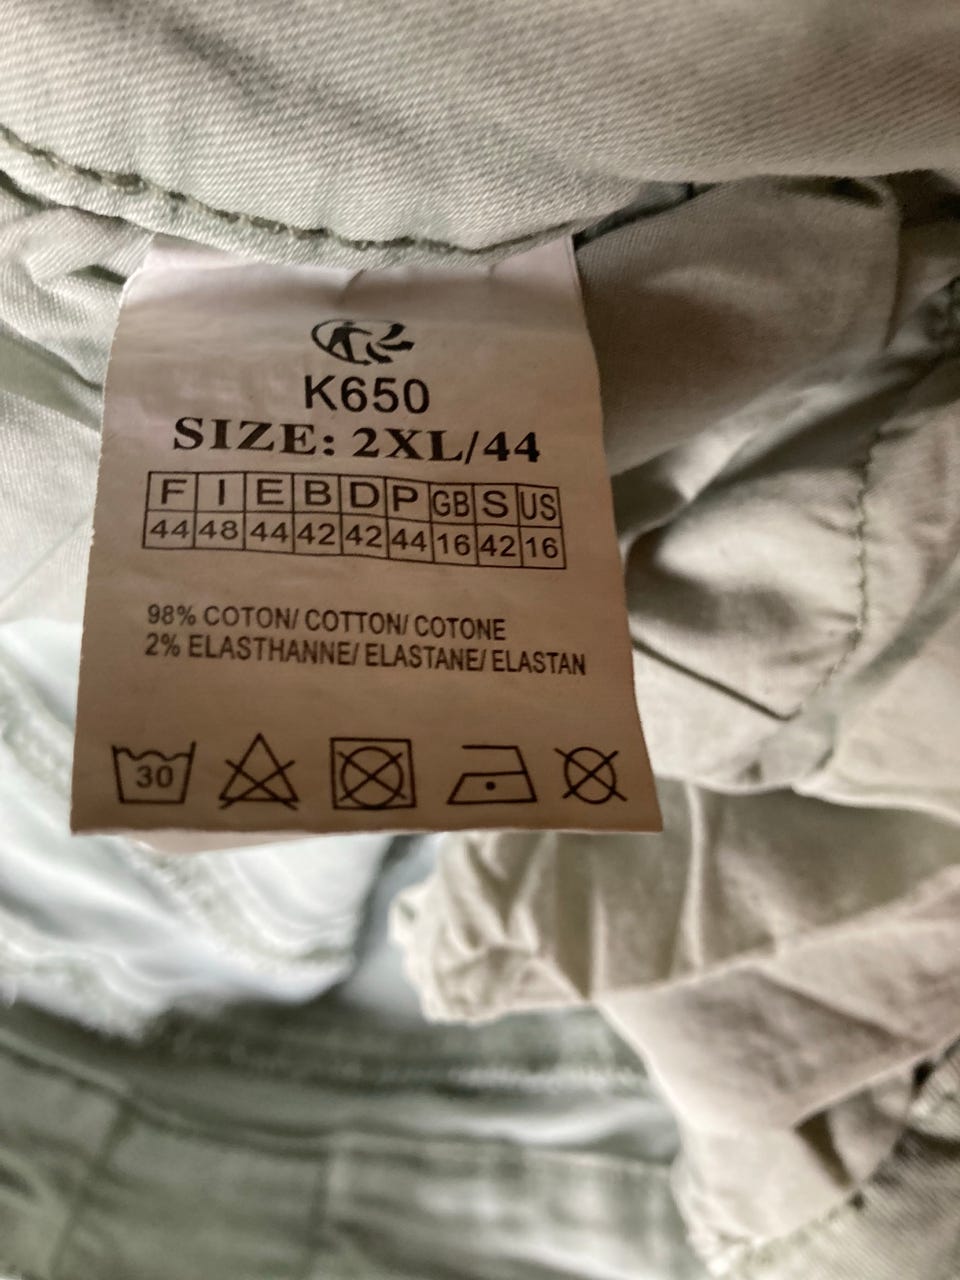 K650
SIZE: 2XL/44
F I E B D P GB S US
44 48 44 42 42 44 16 42 16
98% COTON/ COTTON/ COTONE
2% ELASTHANNE/ ELASTANE/ ELASTAN
30